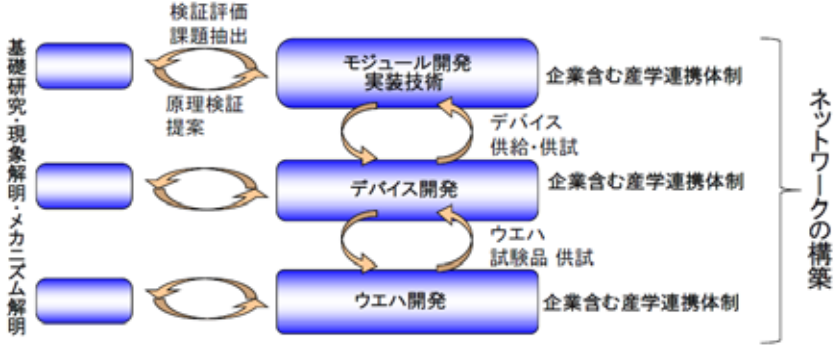 検証評価
課題抽出
基礎研究・現象解明・メカニズム解明
原理検証
提案
モジュール開発
実装技術
企業含む産学連携体制
デバイス
供給・供試
デバイス開発
企業含む産学連携体制
ウエハ
試験品 供試
ウエハ開発
企業含む産学連携体制
ネットワークの構築